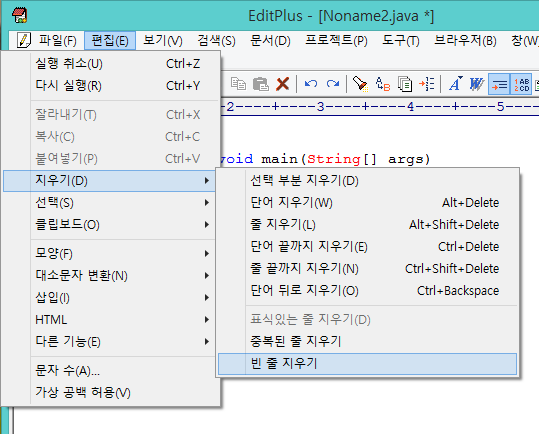 EditPlus - [Noname2.java *]
파일(F) 편집(E) 보기(V) 검색(S) 문서(D) 프로젝트(P) 도구(T) 브라우저(B) 창(W)
실행 취소(U) Ctrl+Z
다시 실행(R) Ctrl+Y
잘라내기(T) Ctrl+X
복사(C) Ctrl+C
붙여넣기(P) Ctrl+V
지우기(D)
선택(S)
클립보드(O)
모양(F)
대소문자 변환(N)
삽입(I)
HTML
다른 기능(E)
문자 수(A)...
가상 공백 허용(V)
--2----+----3----+----4----+----5---
void main(String[] args)
선택 부분 지우기(D)
단어 지우기(W) Alt+Delete
줄 지우기(L) Alt+Shift+Delete
단어 끝까지 지우기(E) Ctrl+Delete
줄 끝까지 지우기(N) Ctrl+Shift+Delete
단어 뒤로 지우기(O) Ctrl+Backspace
표식있는 줄 지우기(D)
중복된 줄 지우기
빈 줄 지우기